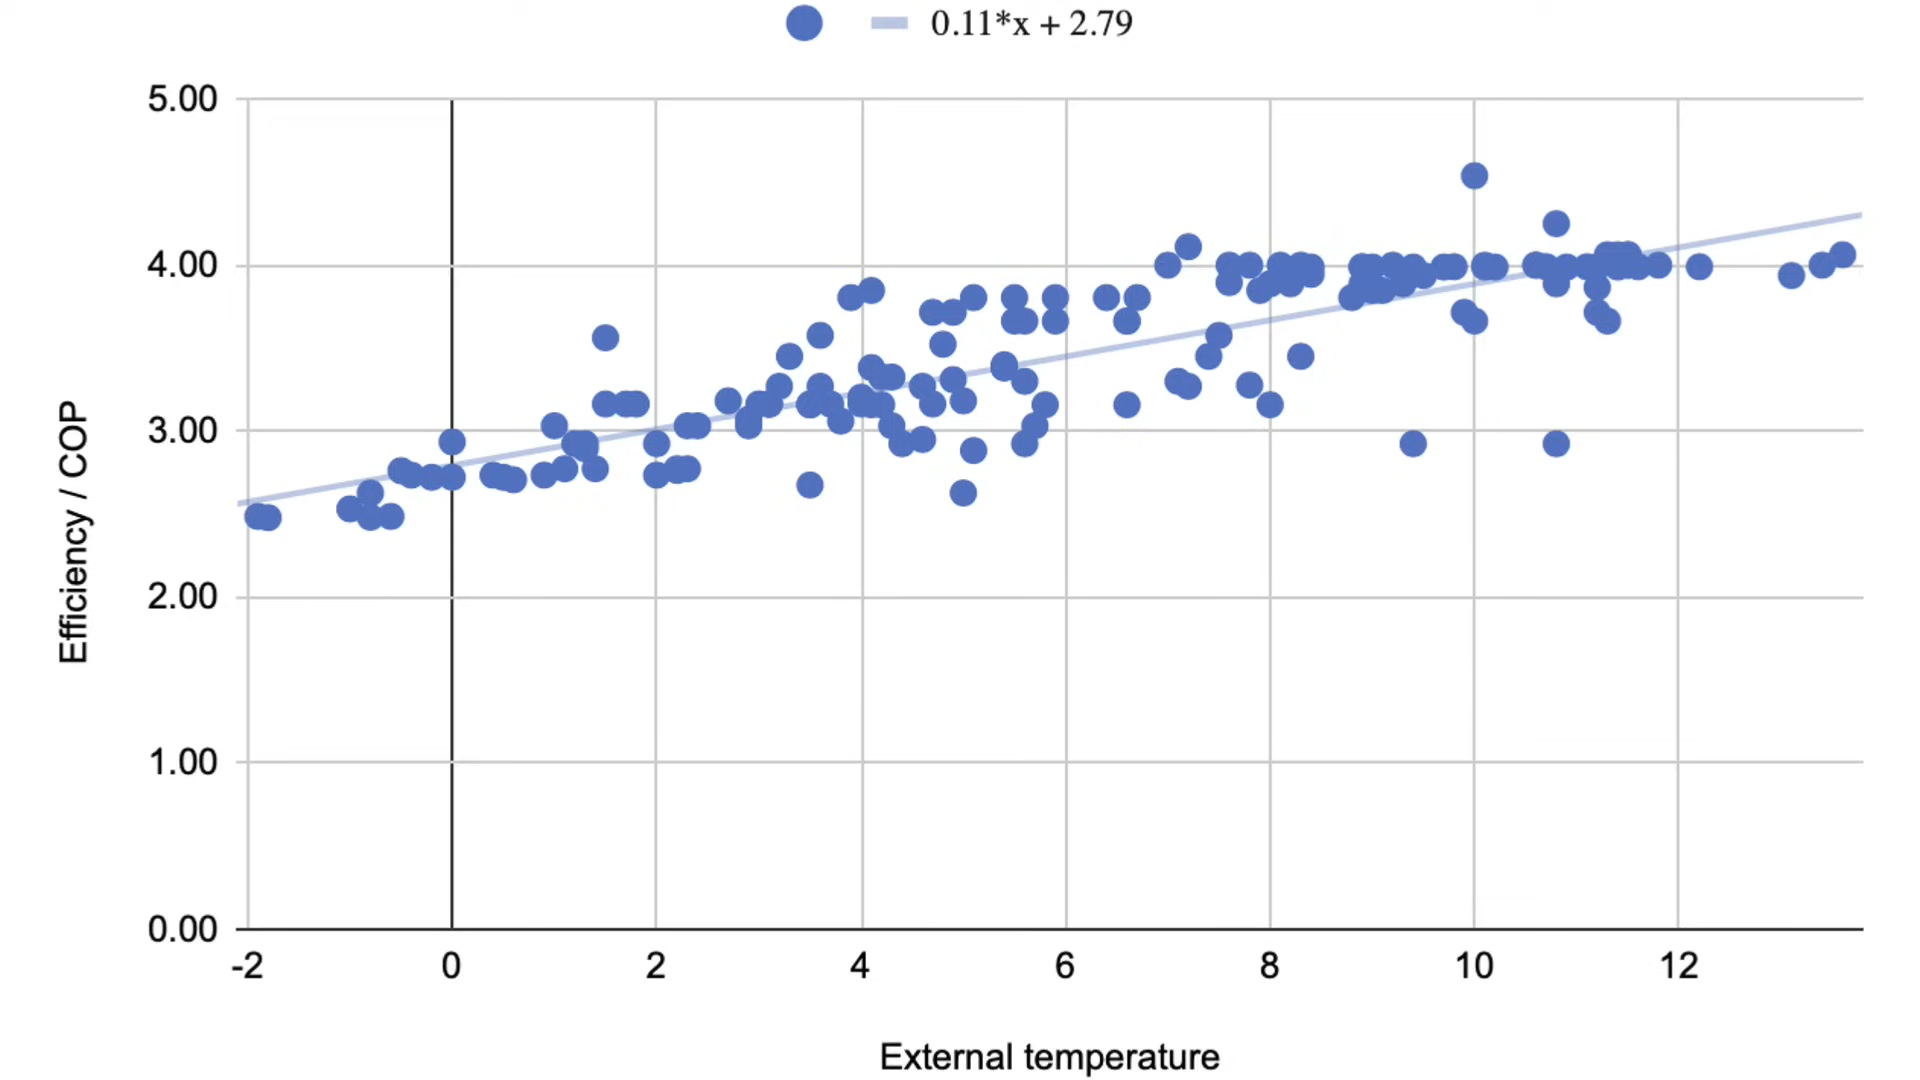 0.11*x + 2.79
5.00
4.00
3.00
2.00
1.00
0.00
Efficiency / COP
-2 0 2 4 6 8 10 12
External temperature